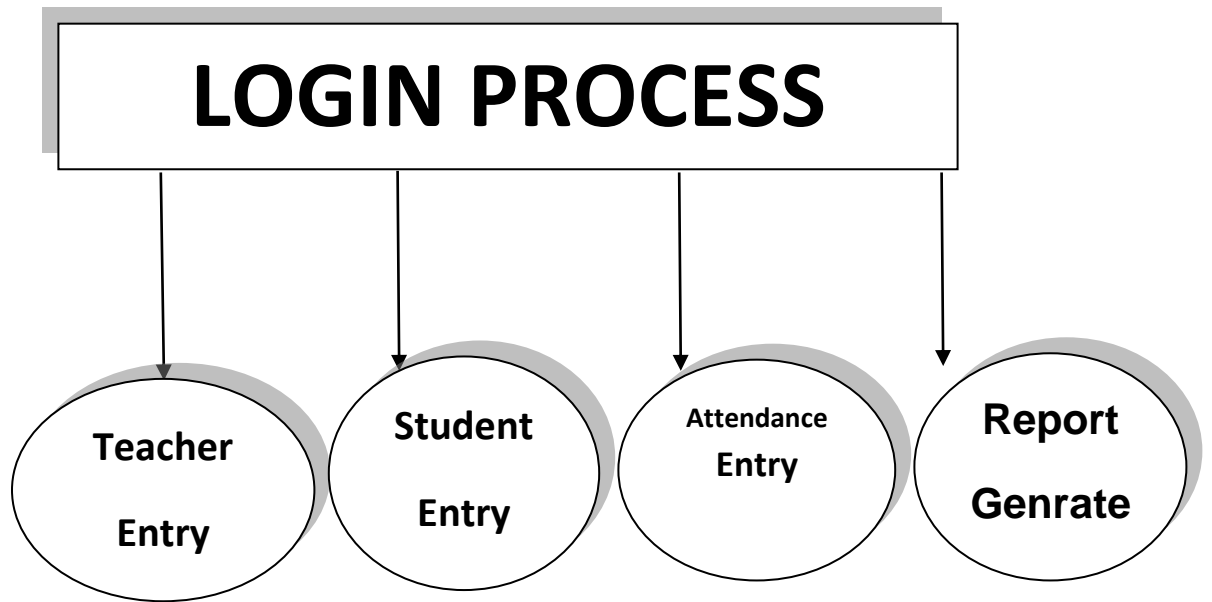 LOGIN PROCESS
Teacher
Entry
Student
Entry
Attendance
Entry
Report
Genrate